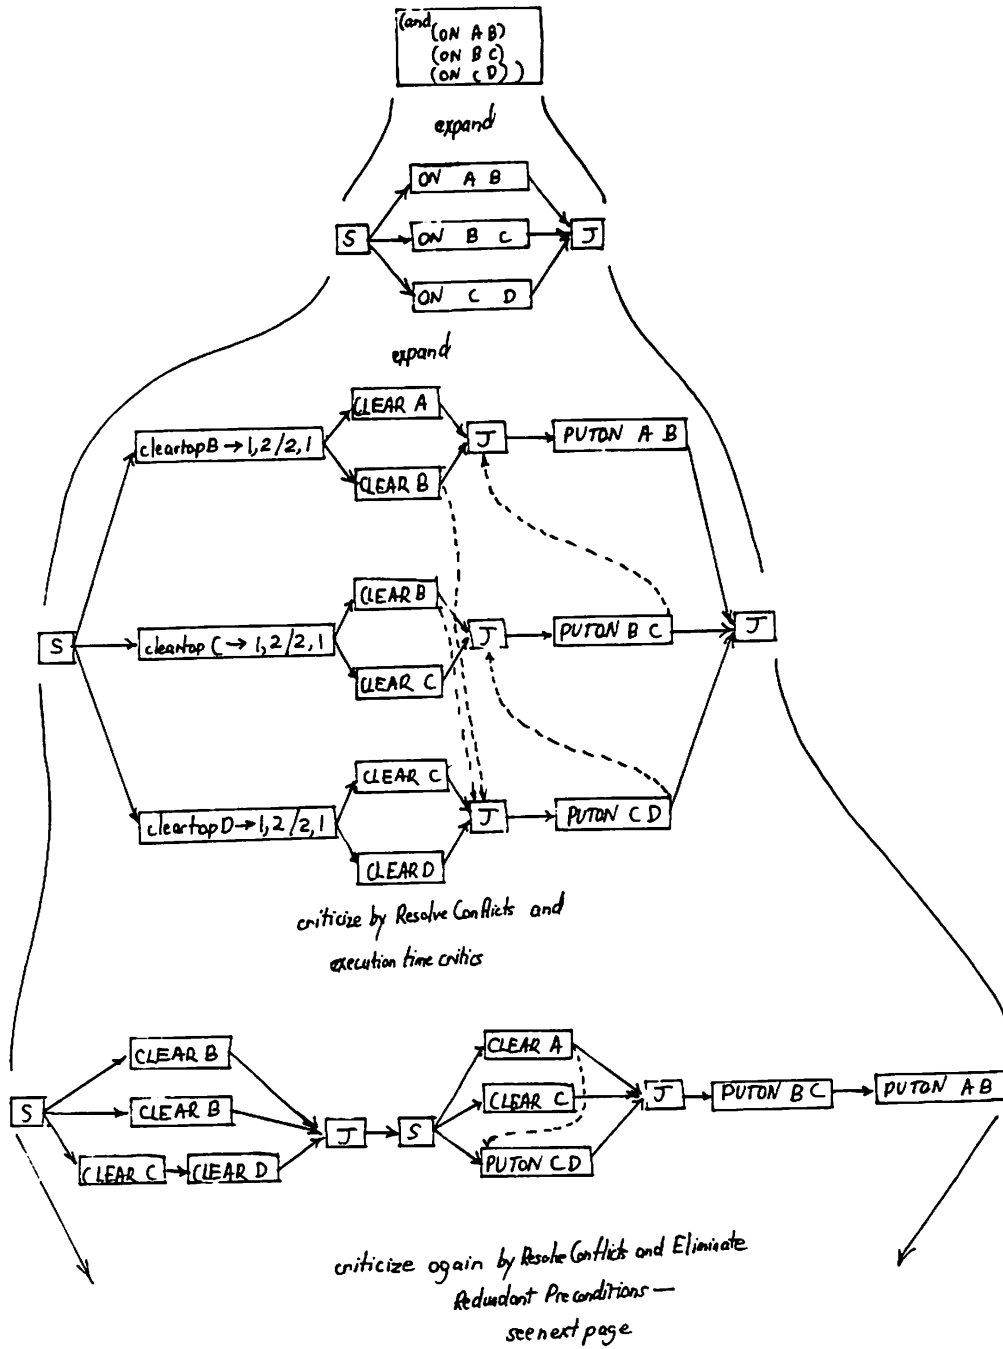 (and
(ON A B)
(ON B C)
(ON C D) )
expand
ON A B
S
ON B C
J
ON C D
expand
CLEAR A
cleartopB → 1,2/2,1
J
PUTON A B
CLEAR B
CLEAR B
S
cleartop C → 1,2/2,1
J
PUTON B C
J
CLEAR C
CLEAR C
cleartopD → 1,2/2,1
J
PUTON C D
CLEAR D
criticize by Resolve Conflicts and
execution time critics
CLEAR B
CLEAR A
S
CLEAR B
J
S
CLEAR C
J
PUTON B C
PUTON A B
CLEAR C
CLEAR D
PUTON C D
criticize again by Resolve Conflicts and Eliminate
Redundant Preconditions —
see next page